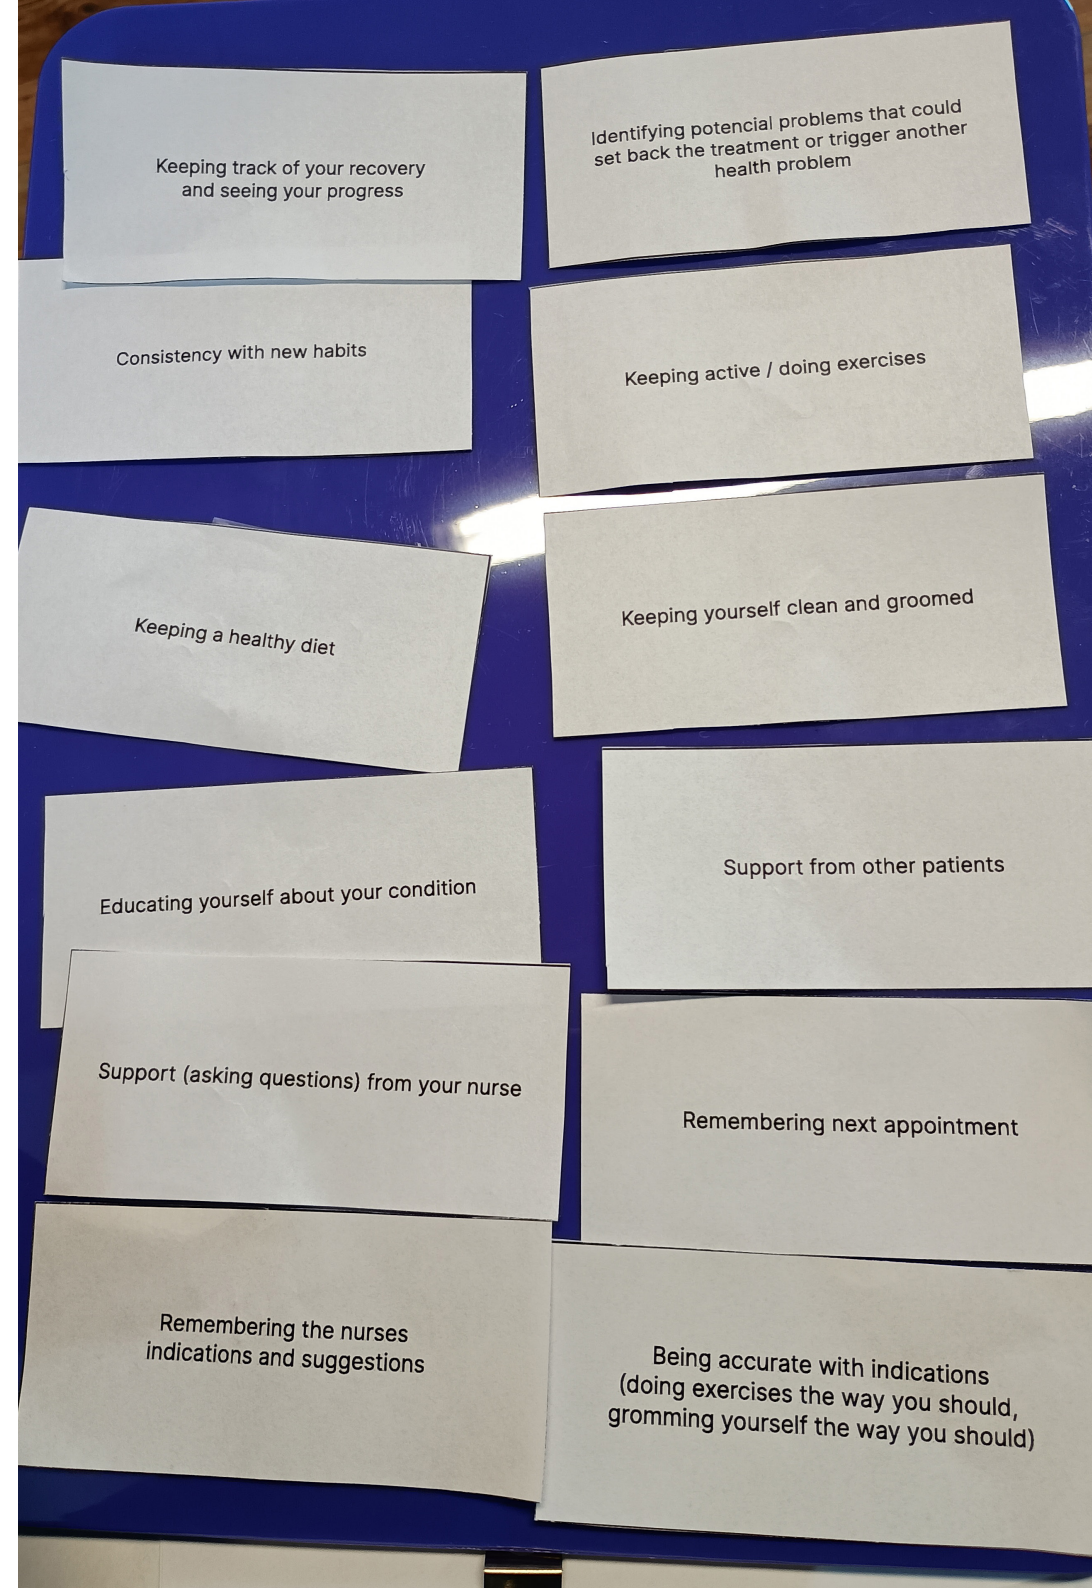 Keeping track of your recovery
and seeing your progress
Identifying potencial problems that could
set back the treatment or trigger another
health problem
Consistency with new habits
Keeping active / doing exercises
Keeping a healthy diet
Keeping yourself clean and groomed
Educating yourself about your condition
Support from other patients
Support (asking questions) from your nurse
Remembering next appointment
Remembering the nurses
indications and suggestions
Being accurate with indications
(doing exercises the way you should,
gromming yourself the way you should)